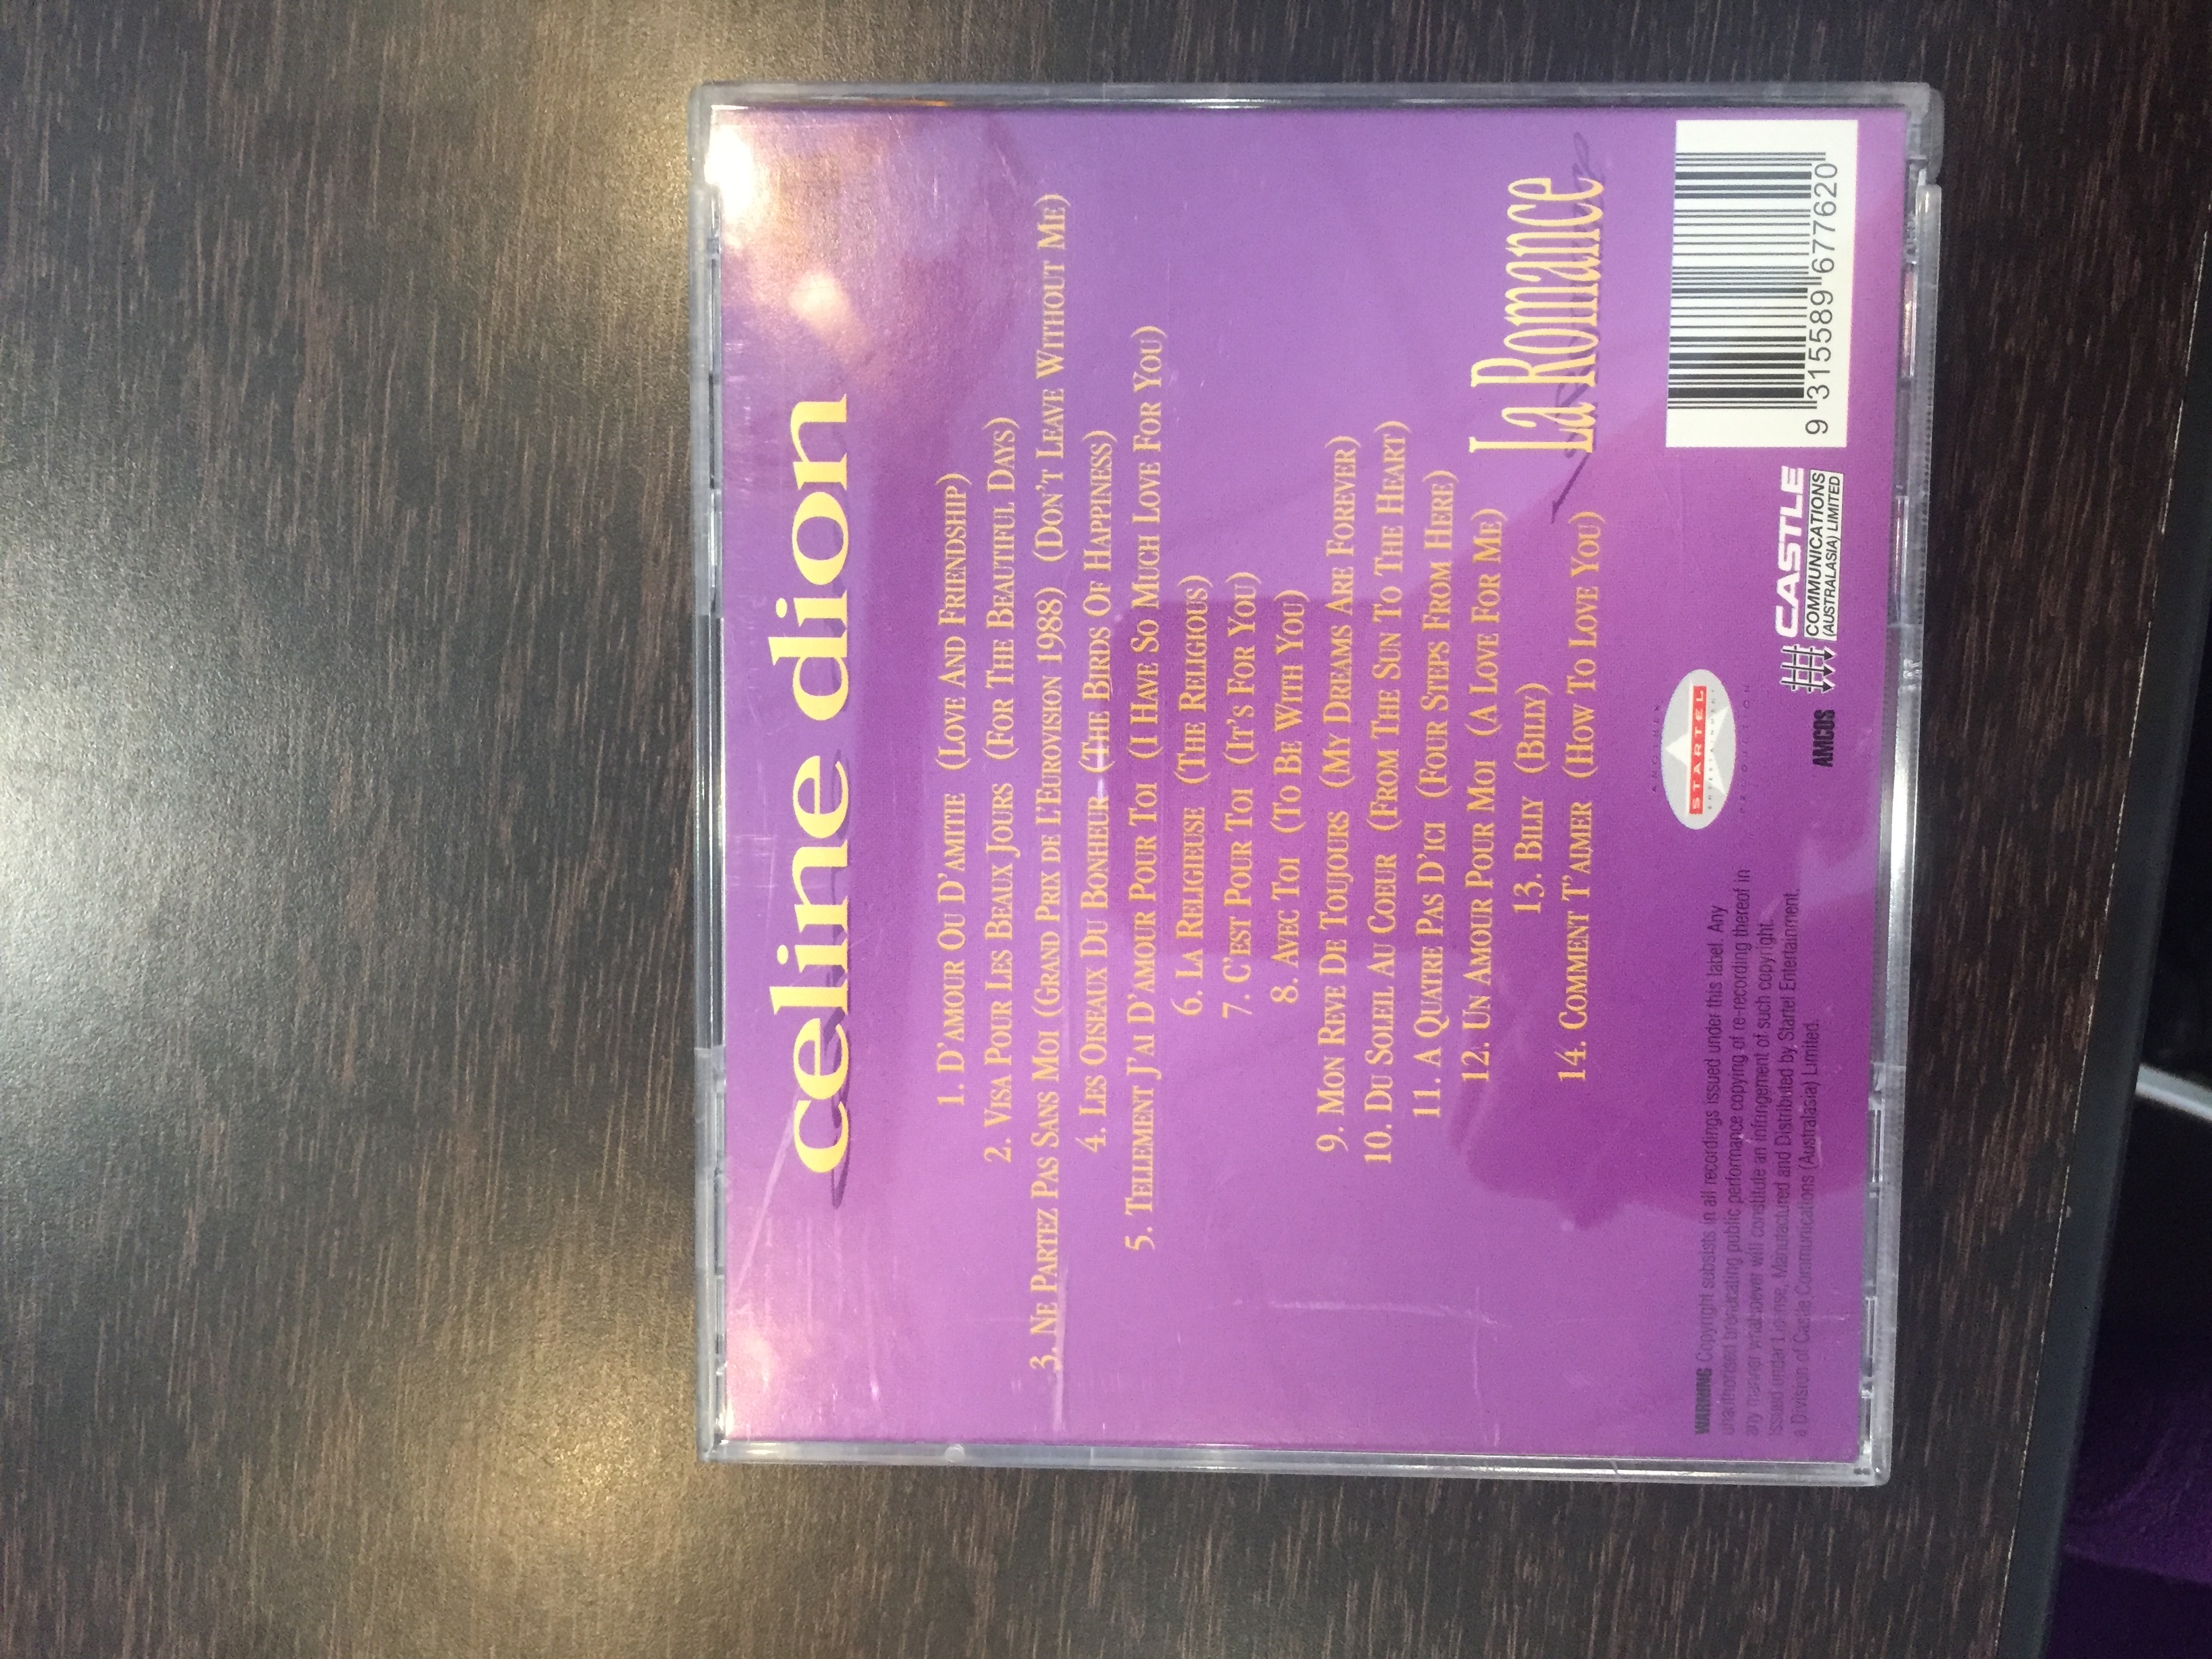 celine dion
1. D'AMOUR OU D'AMITIE (LOVE AND FRIENDSHIP)
2. VISA POUR LES BEAUX JOURS (FOR THE BEAUTIFUL DAYS)
3. NE PARTEZ PAS SANS MOI (GRAND PRIX DE L'EUROVISION 1988) (DON'T LEAVE WITHOUT ME)
4. LES OISEAUX DU BONHEUR (THE BIRDS OF HAPPINESS)
5. TELLEMENT J'AI D'AMOUR POUR TOI (I HAVE SO MUCH LOVE FOR YOU)
6. LA RELIGIEUSE (THE RELIGIOUS)
7. C'EST POUR TOI (IT'S FOR YOU)
8. AVEC TOI (TO BE WITH YOU)
9. MON REVE DE TOUJOURS (MY DREAMS ARE FOREVER)
10. DU SOLEIL AU COEUR (FROM THE SUN TO THE HEART)
11. A QUATRE PAS D'ICI (FOUR STEPS FROM HERE)
12. UN AMOUR POUR MOI (A LOVE FOR ME)
13. BILLY (BILLY)
14. COMMENT T'AIMER (HOW TO LOVE YOU)
La Romance
WARNING Copyright subsists in all recordings issued under this label. Any
unauthorised broadcating public performance copying of re-recording thereof in
any manner whatsoever will constitute an infringement of such copyright.
Issued under License, Manufactured and Distributed by Startel Entertainment.
a Division of Castle Communications (Australasia) Limited.
STARTEL
ENTERTAINMENT
AMCOS
CASTLE
COMMUNICATIONS
(AUSTRALASIA) LIMITED
9 315589 677620